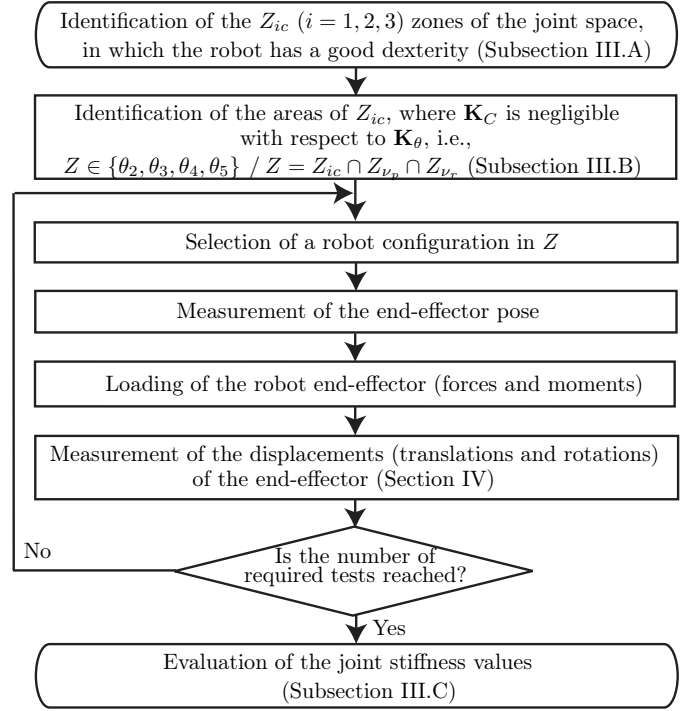 Identification of the Z_{ic} (i = 1, 2, 3) zones of the joint space,
in which the robot has a good dexterity (Subsection III.A)
Identification of the areas of Z_{ic}, where K_C is negligible
with respect to K_θ, i.e.,
Z ∈ {θ_2, θ_3, θ_4, θ_5} / Z = Z_{ic} ∩ Z_{ν_p} ∩ Z_{ν_r} (Subsection III.B)
Selection of a robot configuration in Z
Measurement of the end-effector pose
Loading of the robot end-effector (forces and moments)
Measurement of the displacements (translations and rotations)
of the end-effector (Section IV)
No
Is the number of
required tests reached?
Yes
Evaluation of the joint stiffness values
(Subsection III.C)